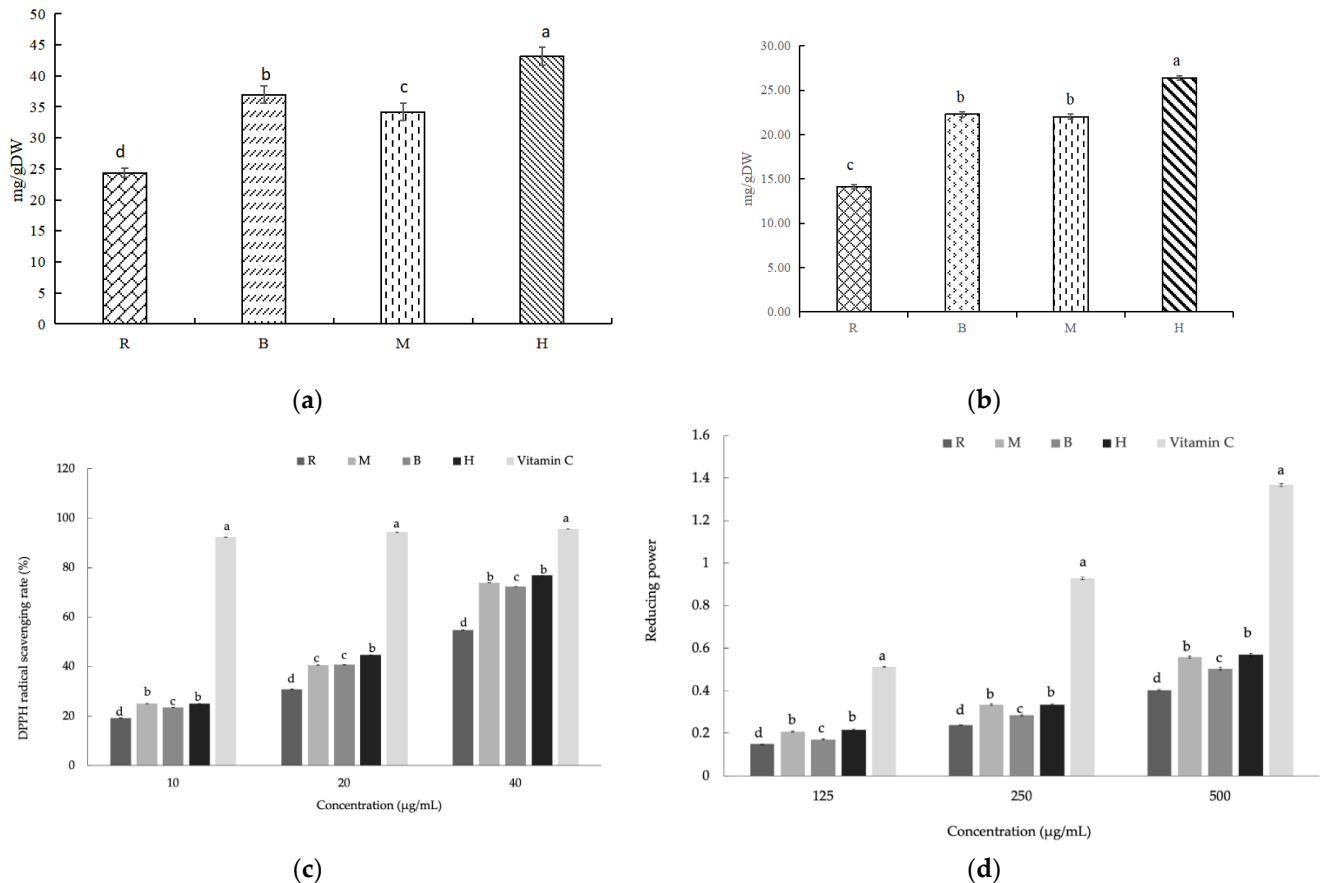 50
45
40
35
30
25
20
15
10
5
0
mg/gDW
d
b
c
a
R B M H
(a)
30.00
25.00
20.00
15.00
10.00
5.00
0.00
mg/gDW
c
b
b
a
R B M H
(b)
R M B H Vitamin C
120
100
80
60
40
20
0
DPPH radical scavenging rate (%)
d b c b a
d c c b a
d b c b a
10 20 40
Concentration (µg/mL)
(c)
R M B H Vitamin C
1.6
1.4
1.2
1
0.8
0.6
0.4
0.2
0
Reducing power
d b c b a
d b c b a
d b c b a
125 250 500
Concentration (µg/mL)
(d)